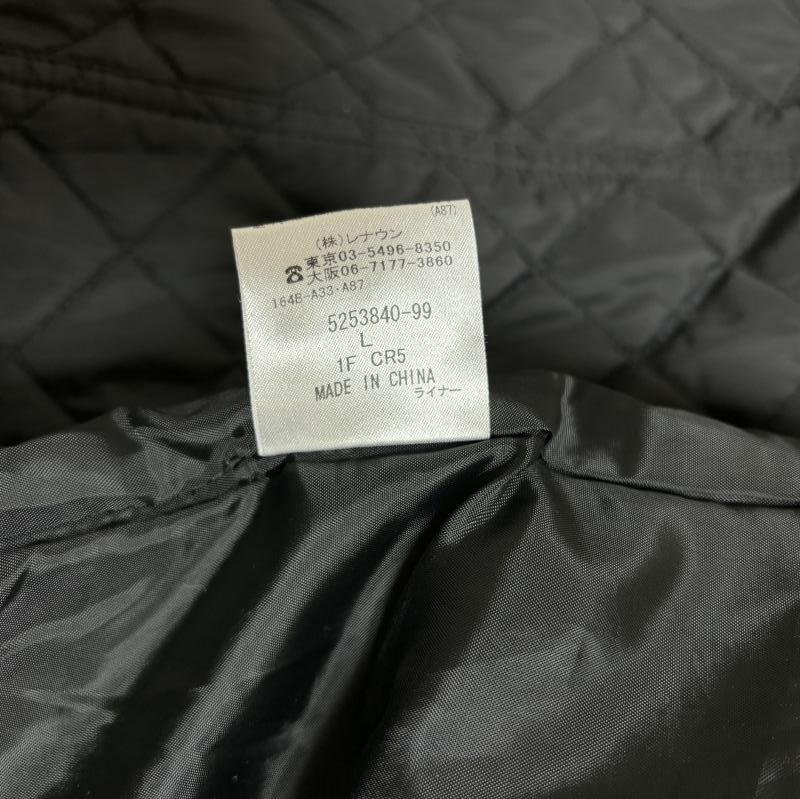 (A87)
(株)レナウン
東京03-5496-8350
☎大阪06-7177-3860
164B-A33・A87
5253840-99
L
1F CR5
MADE IN CHINA
ライナー